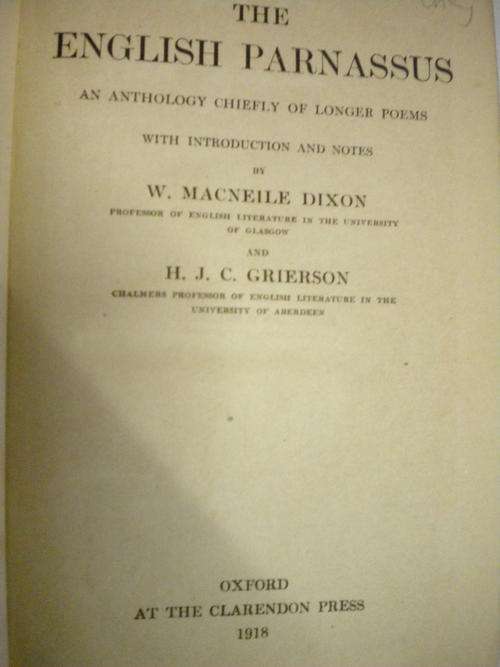 THE
ENGLISH PARNASSUS
AN ANTHOLOGY CHIEFLY OF LONGER POEMS
WITH INTRODUCTION AND NOTES
BY
W. MACNEILE DIXON
PROFESSOR OF ENGLISH LITERATURE IN THE UNIVERSITY
OF GLASGOW
AND
H. J. C. GRIERSON
CHALMERS PROFESSOR OF ENGLISH LITERATURE IN THE
UNIVERSITY OF ABERDEEN
OXFORD
AT THE CLARENDON PRESS
1918